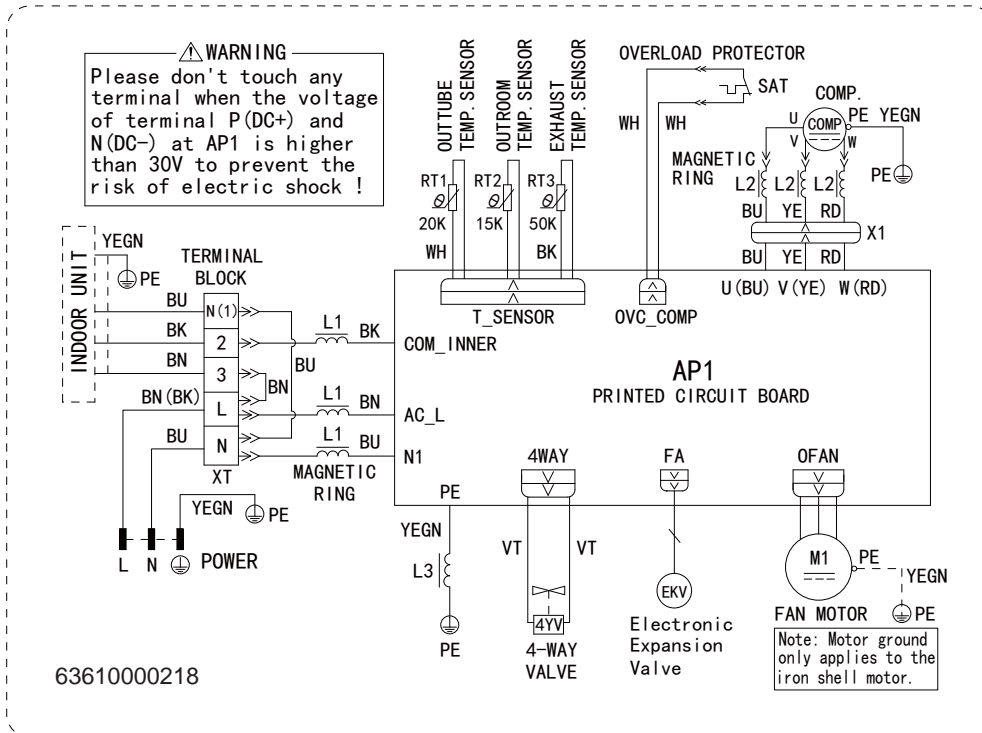 WARNING
Please don't touch any
terminal when the voltage
of terminal P(DC+) and
N(DC-) at AP1 is higher
than 30V to prevent the
risk of electric shock !
OUTTUBE
TEMP. SENSOR
OUTROOM
TEMP. SENSOR
EXHAUST
TEMP. SENSOR
RT1
RT2
RT3
20K
15K
50K
WH
BK
T_SENSOR
OVERLOAD PROTECTOR
SAT
WH
WH
OVC_COMP
COMP.
U
V
W
COMP
PE
YEGN
PE
MAGNETIC
RING
L2
L2
L2
BU
YE
RD
X1
BU
YE
RD
U(BU)
V(YE)
W(RD)
INDOOR UNIT
YEGN
PE
TERMINAL
BLOCK
BU
N(1)
BK
2
BN
3
BN(BK)
L
BU
N
XT
BU
BN
L1
BK
COM_INNER
L1
BN
AC_L
L1
BU
N1
MAGNETIC
RING
YEGN
PE
L
N
POWER
AP1
PRINTED CIRCUIT BOARD
PE
4WAY
FA
OFAN
YEGN
L3
PE
VT
VT
4YV
4-WAY
VALVE
EKV
Electronic
Expansion
Valve
M1
PE
YEGN
PE
FAN MOTOR
Note: Motor ground
only applies to the
iron shell motor.
63610000218